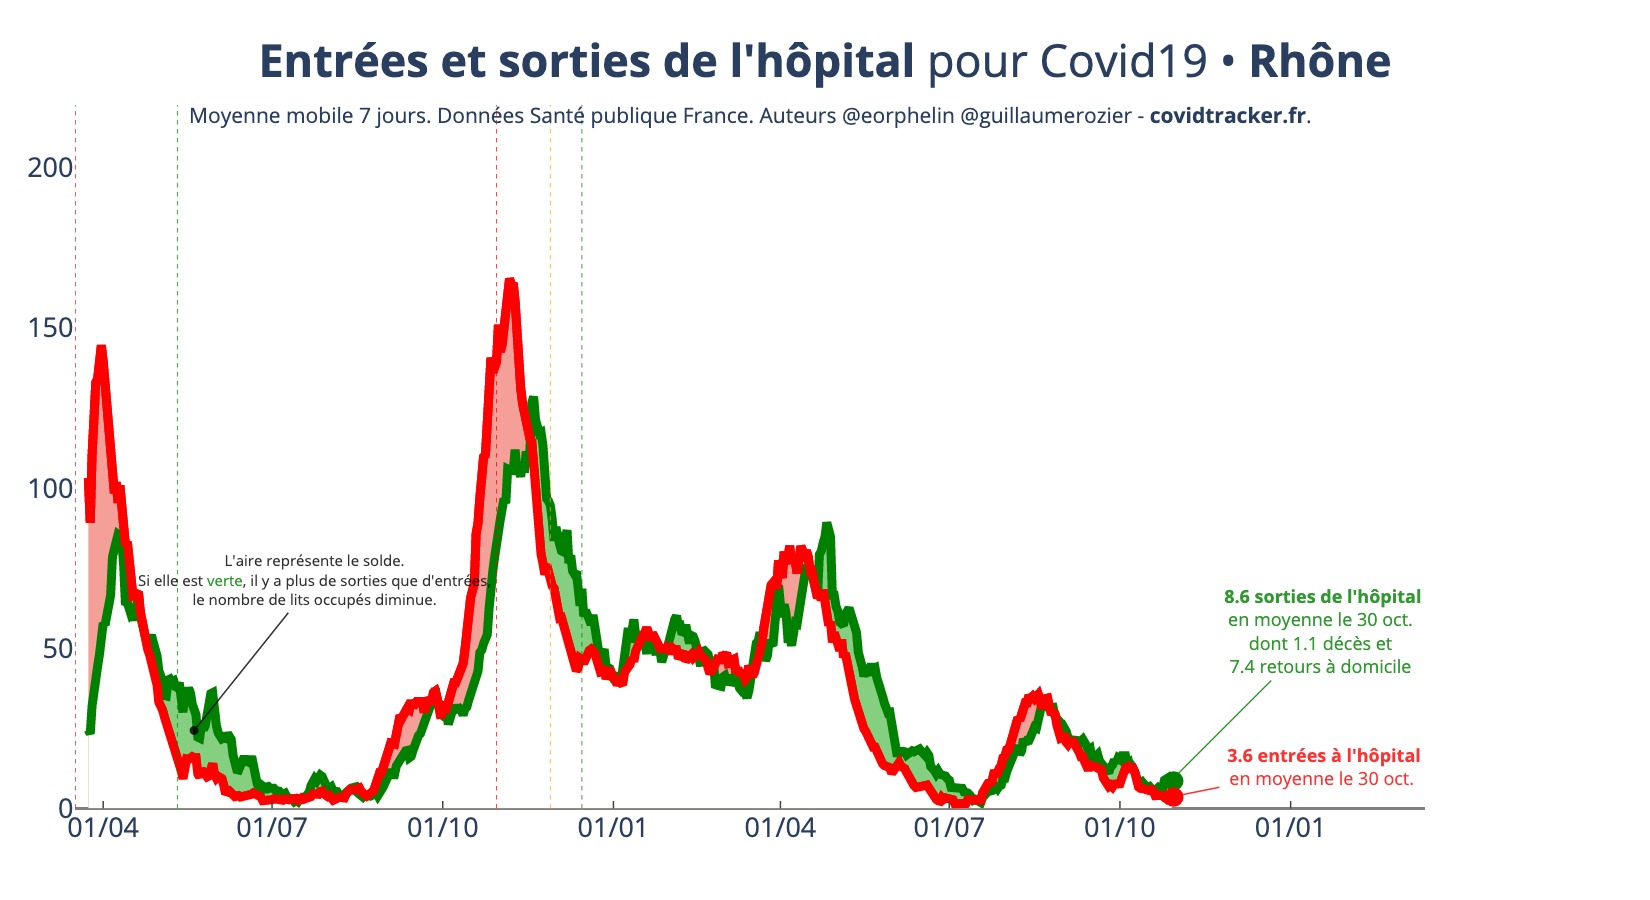 Entrées et sorties de l'hôpital pour Covid19 • Rhône
Moyenne mobile 7 jours. Données Santé publique France. Auteurs @eorphelin @guillaumerozier - covidtracker.fr.
200
150
100
50
0
L'aire représente le solde.
Si elle est verte, il y a plus de sorties que d'entrées,
le nombre de lits occupés diminue.
8.6 sorties de l'hôpital
en moyenne le 30 oct.
dont 1.1 décès et
7.4 retours à domicile
3.6 entrées à l'hôpital
en moyenne le 30 oct.
01/04 01/07 01/10 01/01 01/04 01/07 01/10 01/01